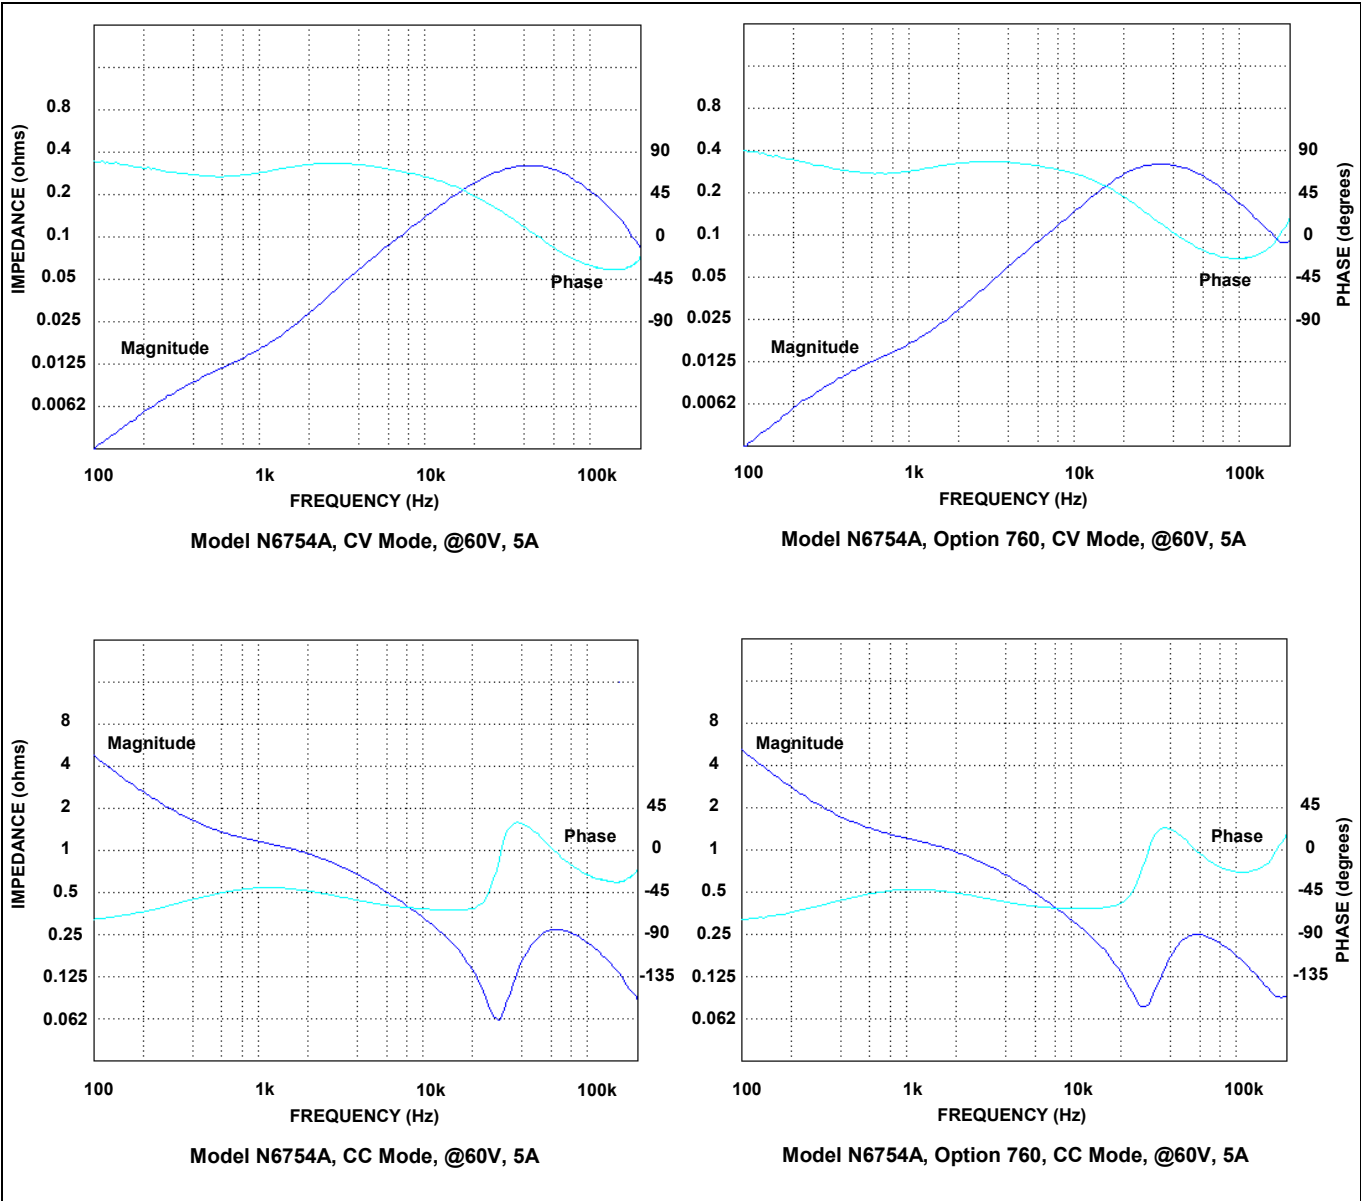 IMPEDANCE (ohms)
0.8
0.4
0.2
0.1
0.05
0.025
0.0125
0.0062
90
45
0
-45
-90
Phase
Magnitude
100
1k
10k
100k
FREQUENCY (Hz)
Model N6754A, CV Mode, @60V, 5A
0.8
0.4
0.2
0.1
0.05
0.025
0.0125
0.0062
90
45
0
-45
-90
PHASE (degrees)
Phase
Magnitude
100
1k
10k
100k
FREQUENCY (Hz)
Model N6754A, Option 760, CV Mode, @60V, 5A
IMPEDANCE (ohms)
8
4
2
1
0.5
0.25
0.125
0.062
Magnitude
Phase
45
0
-45
-90
-135
100
1k
10k
100k
FREQUENCY (Hz)
Model N6754A, CC Mode, @60V, 5A
8
4
2
1
0.5
0.25
0.125
0.062
Magnitude
Phase
45
0
-45
-90
-135
PHASE (degrees)
100
1k
10k
100k
FREQUENCY (Hz)
Model N6754A, Option 760, CC Mode, @60V, 5A